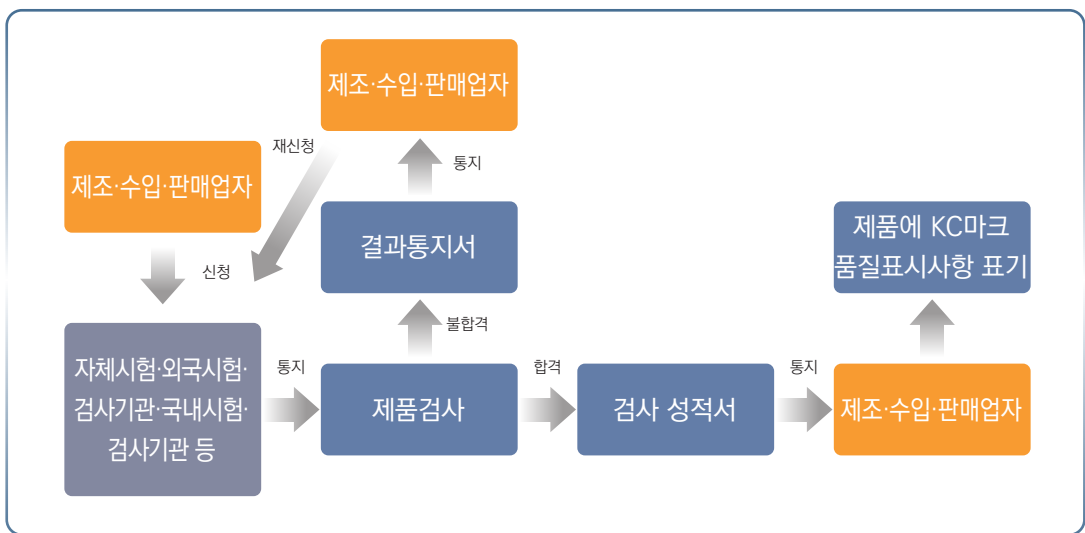 제조·수입·판매업자
재신청
통지
제조·수입·판매업자
신청
결과통지서
제품에 KC마크
품질표시사항 표기
불합격
자체시험·외국시험·
검사기관·국내시험·
검사기관 등
통지
제품검사
합격
검사 성적서
통지
제조·수입·판매업자